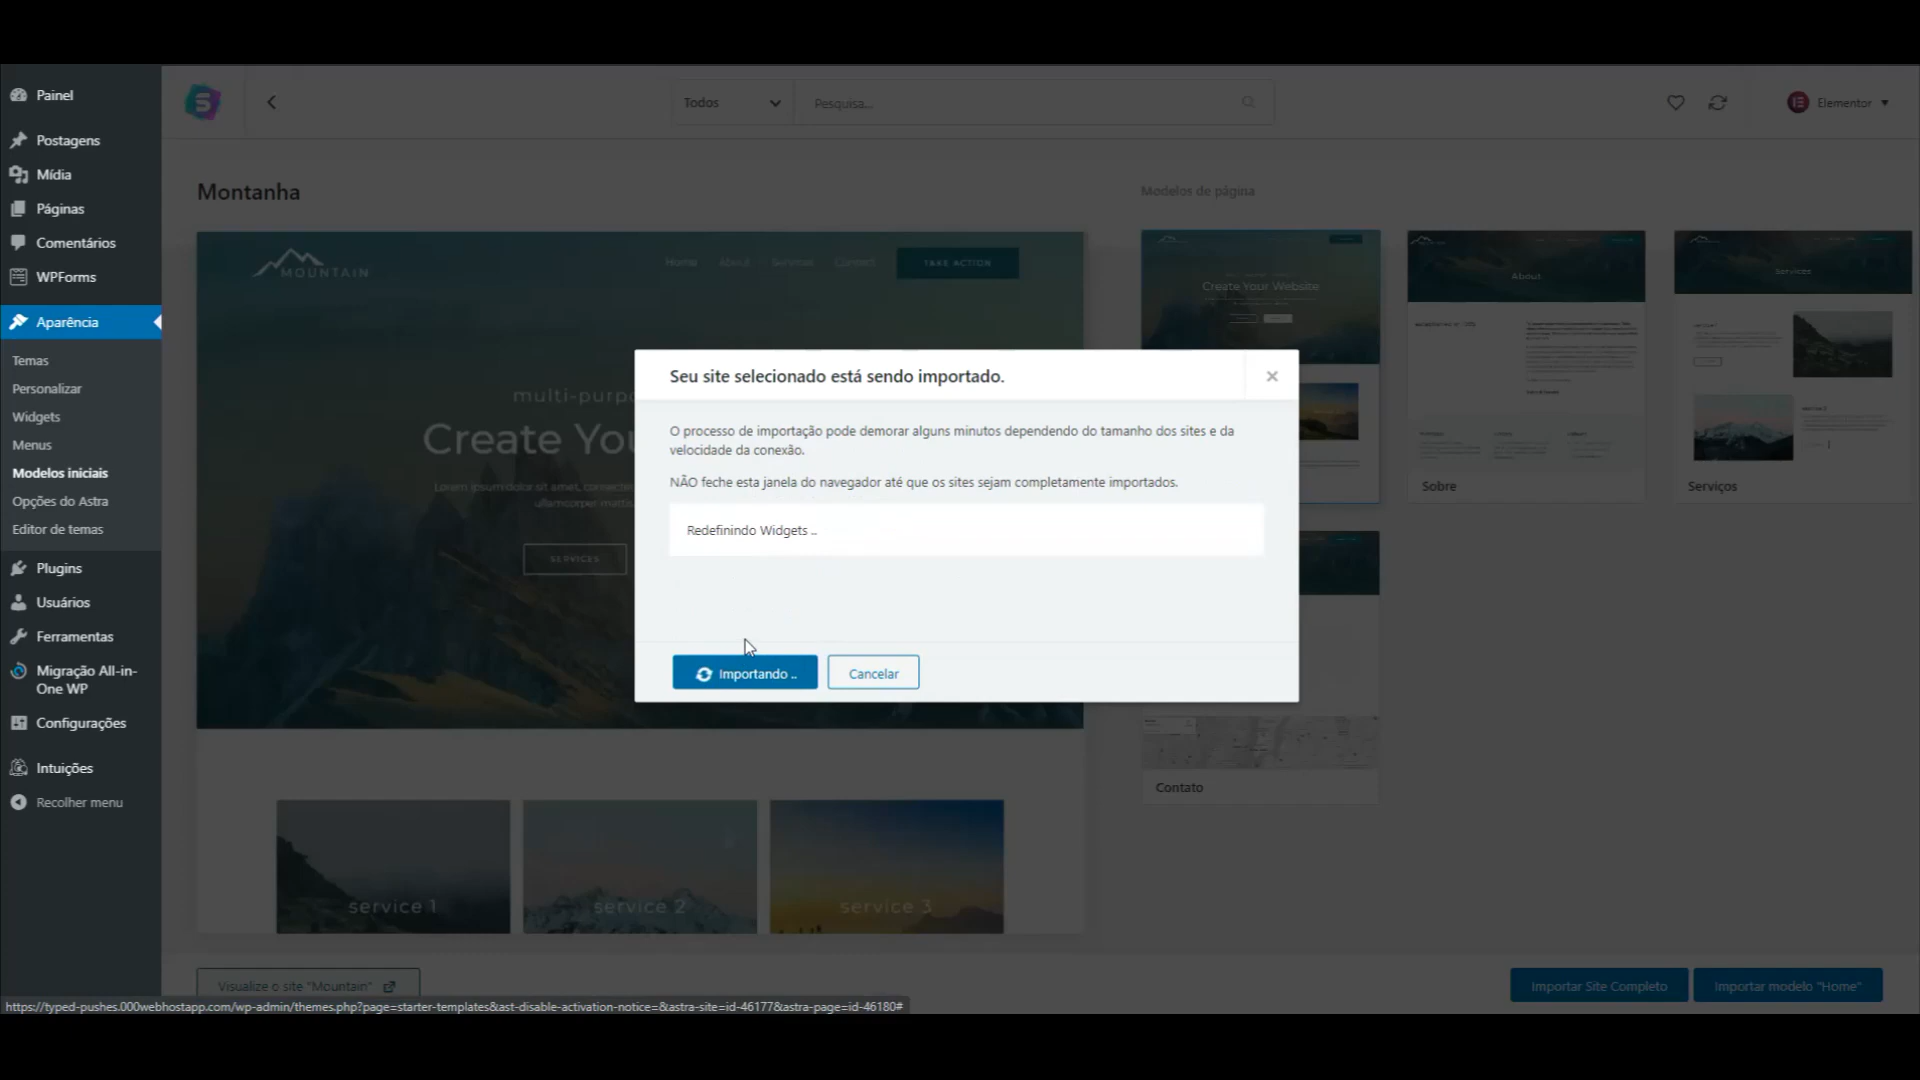 Painel
Postagens
Mídia
Páginas
Comentários
WPForms
Aparência
Temas
Personalizar
Widgets
Menus
Modelos iniciais
Opções do Astra
Editor de temas
Plugins
Usuários
Ferramentas
Migração All-in-
One WP
Configurações
Intuições
Recolher menu
Todos
Pesquisa...
Elementor
Montanha
MOUNTAIN
Home About Services Contact TAKE ACTION
multi-purpo
Create You
Lorem ipsum dolor sit amet, consectet
ullamcorper mattis
SERVICES
service 1
service 2
service 3
Modelos de página
Create Your Website
About
Sobre
Services
Serviços
Contato
Seu site selecionado está sendo importado.
O processo de importação pode demorar alguns minutos dependendo do tamanho dos sites e da
velocidade da conexão.
NÃO feche esta janela do navegador até que os sites sejam completamente importados.
Redefinindo Widgets ..
Importando ..
Cancelar
Visualize o site "Mountain"
Importar Site Completo
Importar modelo "Home"
https://typed-pushes.000webhostapp.com/wp-admin/themes.php?page=starter-templates&ast-disable-activation-notice=&astra-site=id-46177&astra-page=id-46180#